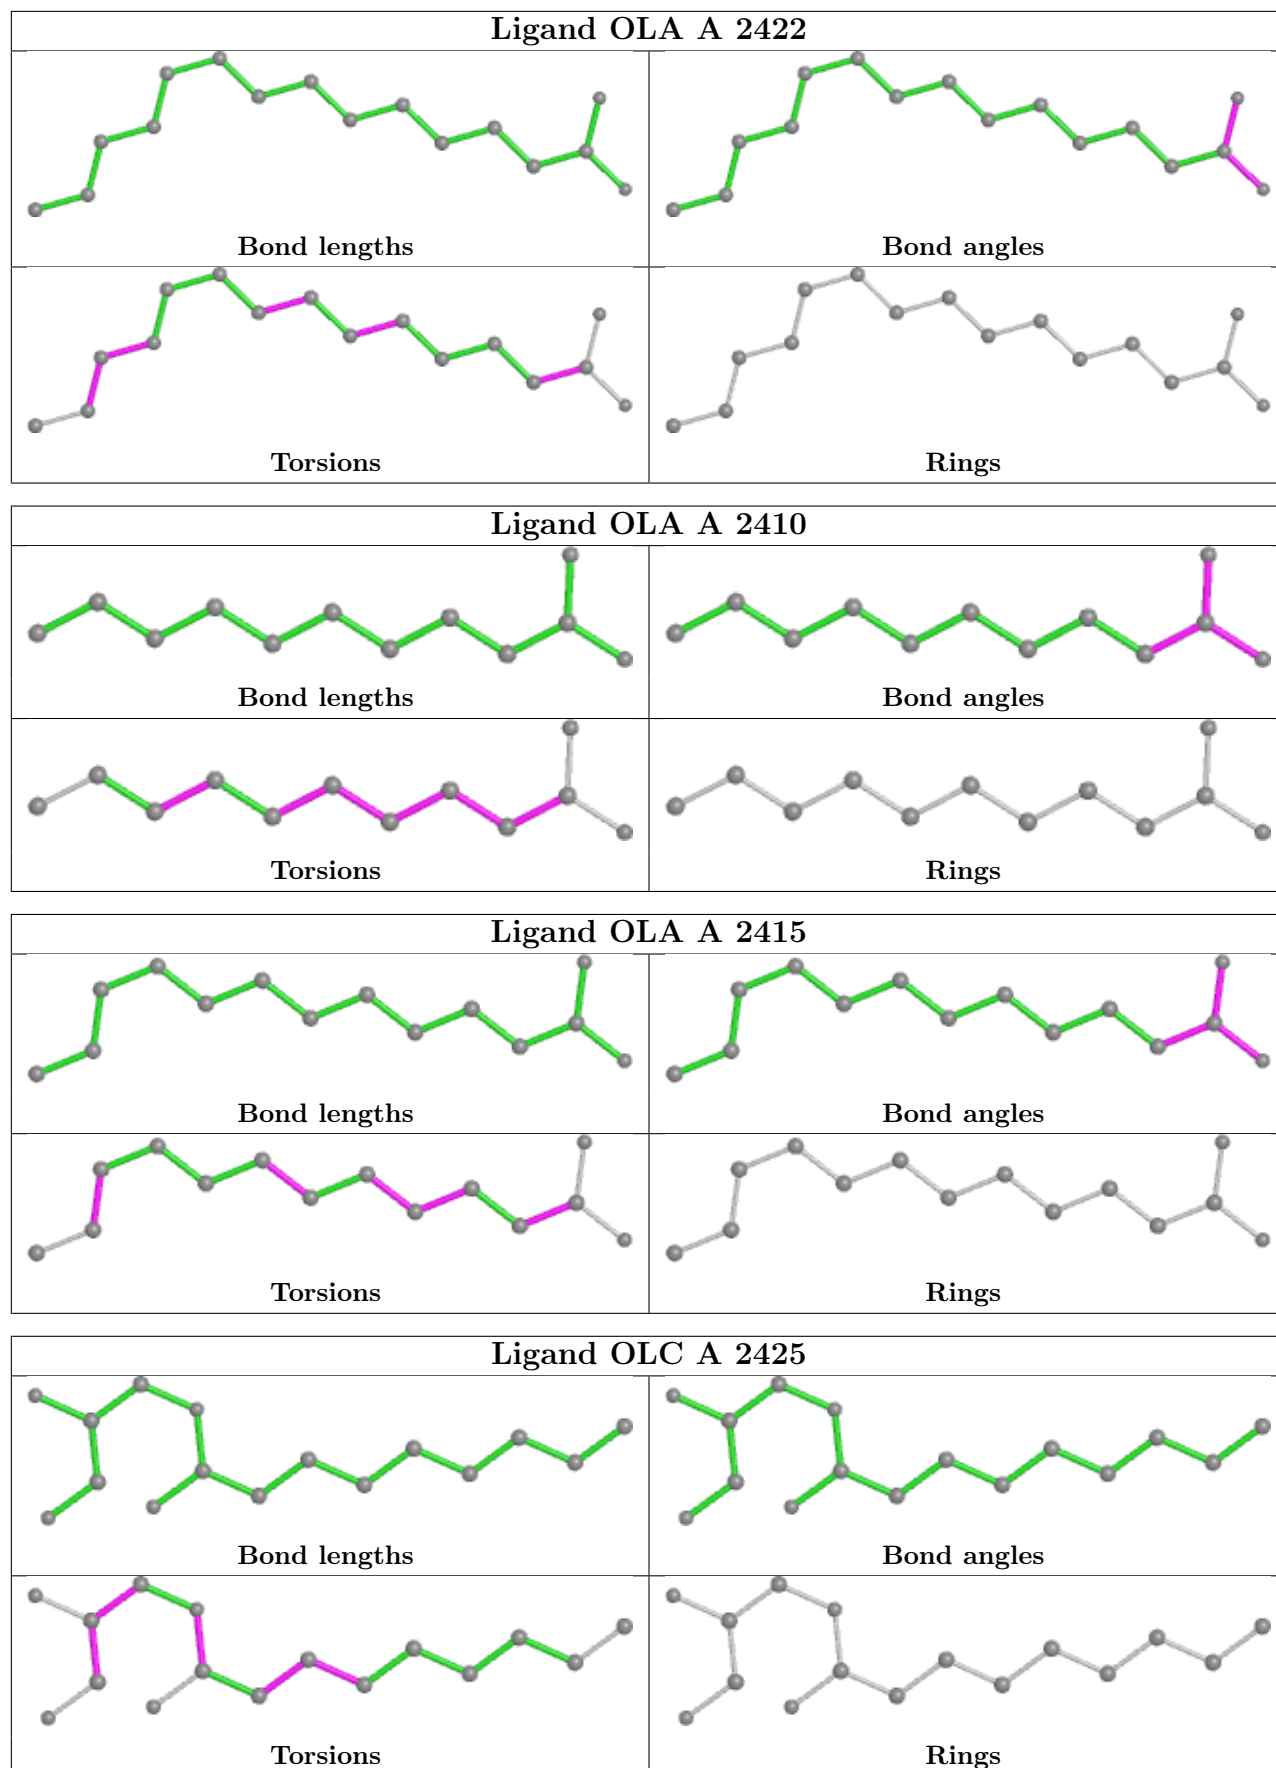 Ligand OLA A 2422
Bond lengths
Bond angles
Torsions
Rings
Ligand OLA A 2410
Bond lengths
Bond angles
Torsions
Rings
Ligand OLA A 2415
Bond lengths
Bond angles
Torsions
Rings
Ligand OLC A 2425
Bond lengths
Bond angles
Torsions
Rings